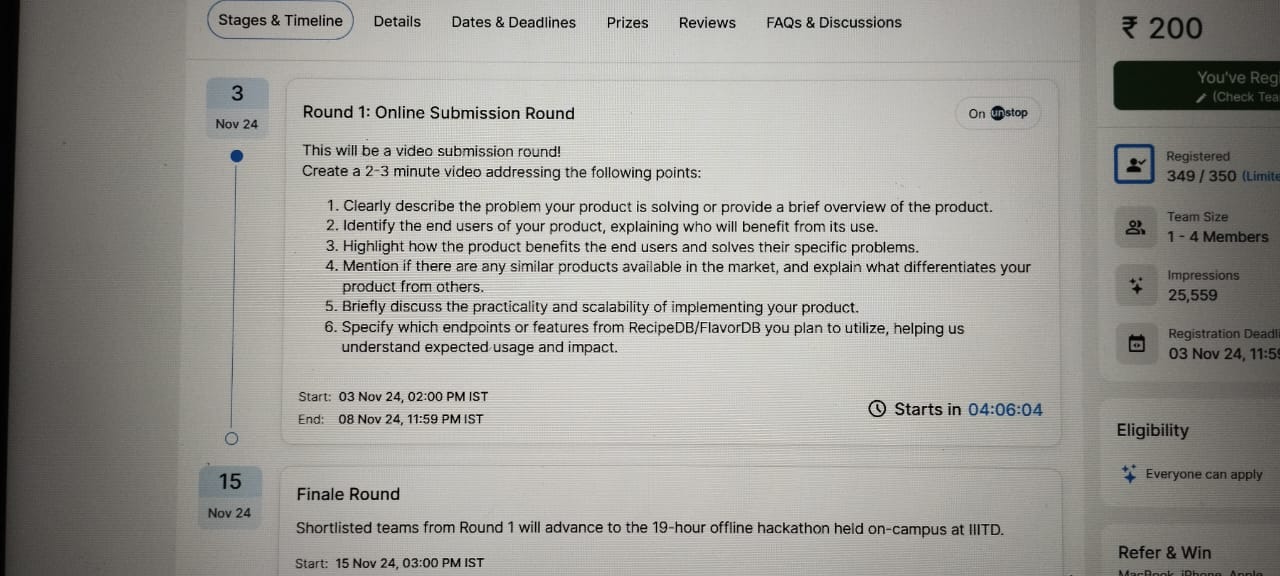 Stages & Timeline Details Dates & Deadlines Prizes Reviews FAQs & Discussions
3
Nov 24
Round 1: Online Submission Round
On unstop
This will be a video submission round!
Create a 2-3 minute video addressing the following points:
1. Clearly describe the problem your product is solving or provide a brief overview of the product.
2. Identify the end users of your product, explaining who will benefit from its use.
3. Highlight how the product benefits the end users and solves their specific problems.
4. Mention if there are any similar products available in the market, and explain what differentiates your
product from others.
5. Briefly discuss the practicality and scalability of implementing your product.
6. Specify which endpoints or features from RecipeDB/FlavorDB you plan to utilize, helping us
understand expected usage and impact.
Start: 03 Nov 24, 02:00 PM IST
End: 08 Nov 24, 11:59 PM IST
Starts in 04:06:04
15
Nov 24
Finale Round
Shortlisted teams from Round 1 will advance to the 19-hour offline hackathon held on-campus at IIITD.
Start: 15 Nov 24, 03:00 PM IST
₹ 200
You've Reg
(Check Tea
Registered
349 / 350 (Limite
Team Size
1 - 4 Members
Impressions
25,559
Registration Deadli
03 Nov 24, 11:59
Eligibility
Everyone can apply
Refer & Win
MacBook, iPhone, Apple